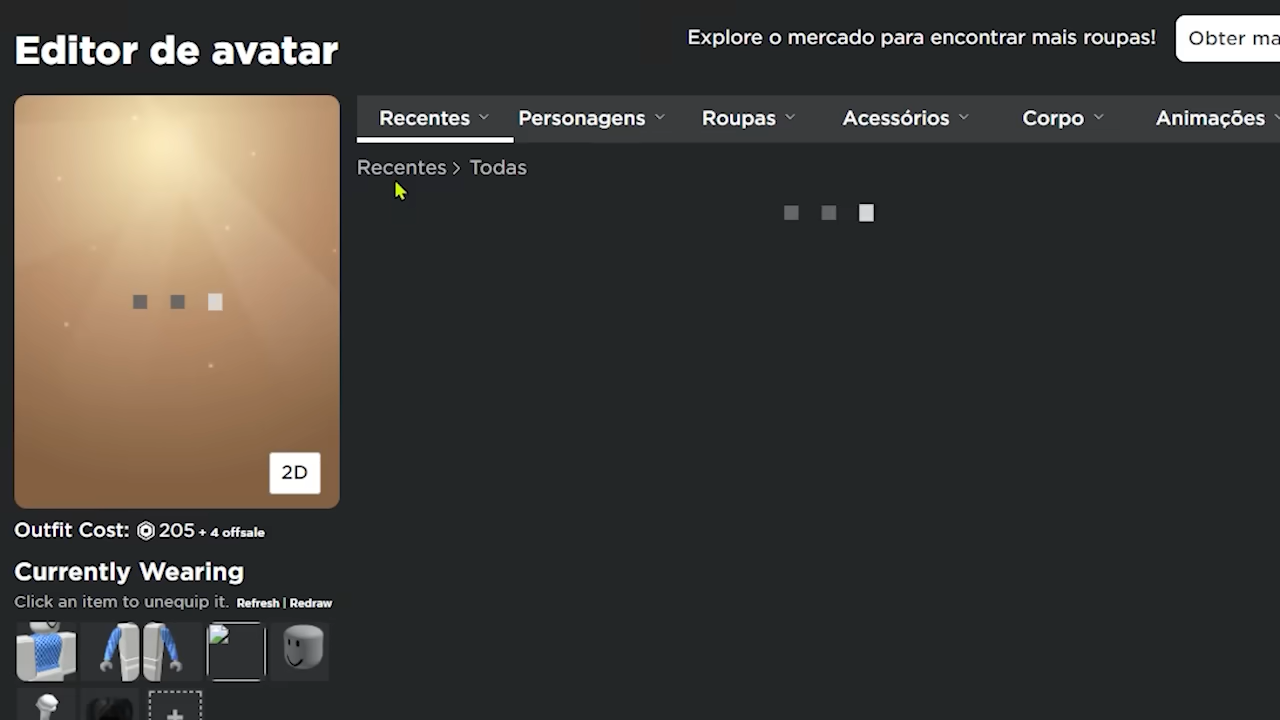 Editor de avatar
Explore o mercado para encontrar mais roupas!
Obter ma
Recentes
Personagens
Roupas
Acessórios
Corpo
Animações
Recentes > Todas
2D
Outfit Cost: 205 + 4 offsale
Currently Wearing
Click an item to unequip it. Refresh | Redraw